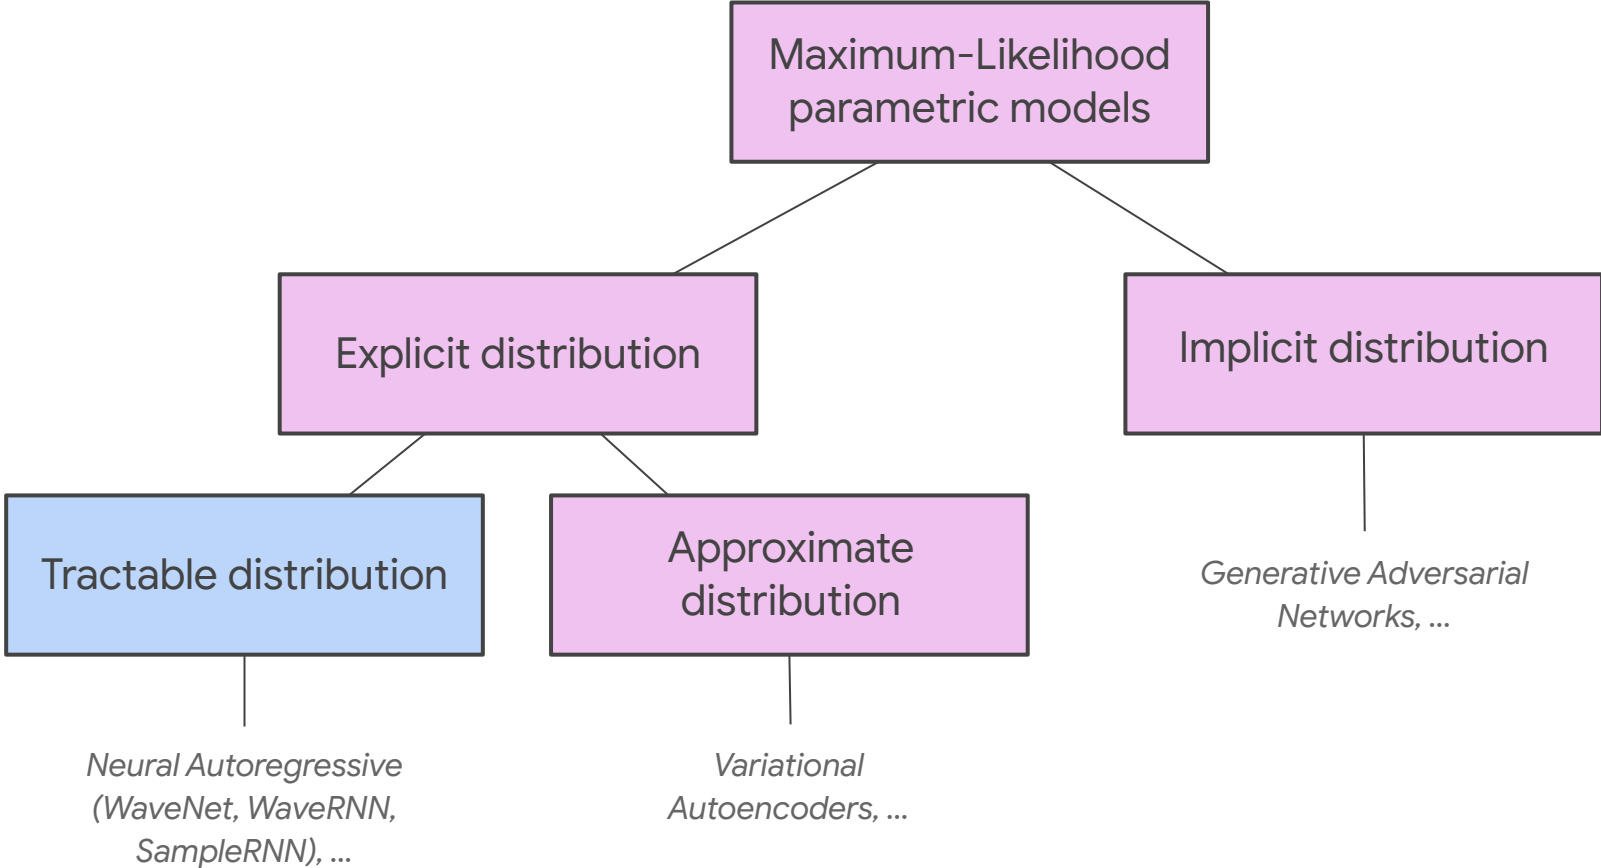 Maximum-Likelihood
parametric models
Explicit distribution
Implicit distribution
Tractable distribution
Approximate
distribution
Generative Adversarial
Networks, ...
Neural Autoregressive
(WaveNet, WaveRNN,
SampleRNN), ...
Variational
Autoencoders, ...